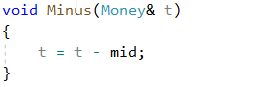 void Minus(Money& t)
{
    t = t - mid;
}